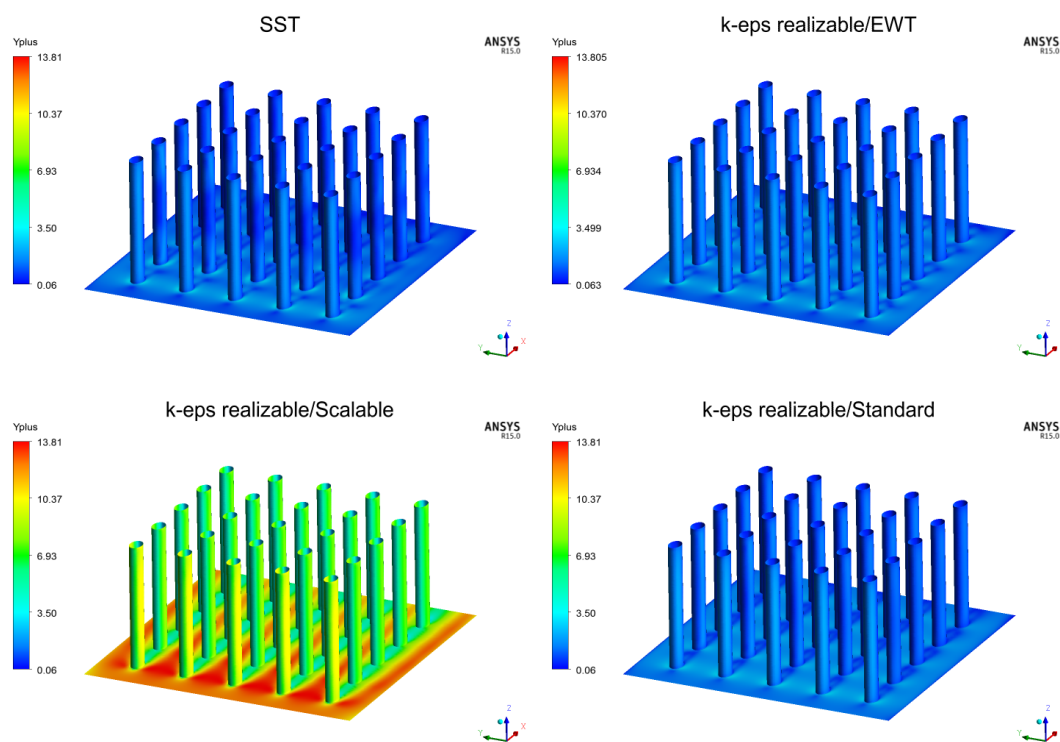 SST
Yplus
13.81
10.37
6.934
3.50
0.06
ANSYS
R15.0
Z
Y
X
k-eps realizable/EWT
Yplus
13.805
10.370
6.934
3.499
0.063
ANSYS
R15.0
Z
Y
k-eps realizable/Scalable
Yplus
13.81
10.37
6.93
3.50
0.06
ANSYS
R15.0
Z
Y
X
k-eps realizable/Standard
Yplus
13.81
10.37
6.93
3.50
0.06
ANSYS
R15.0
Z
Y